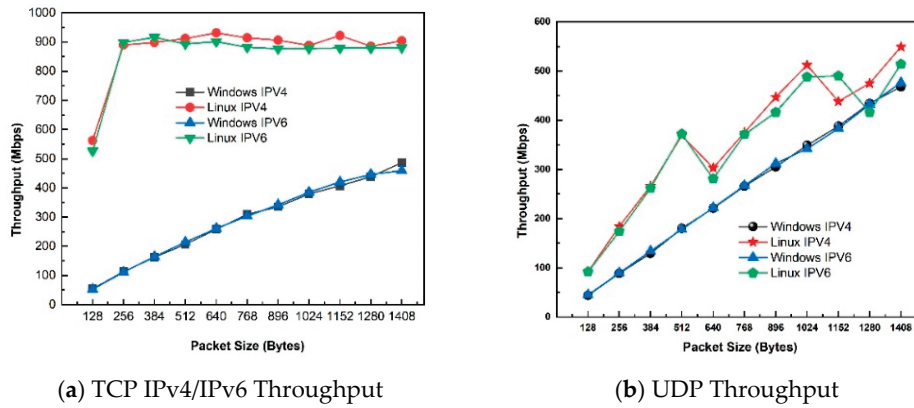 1000
900
800
700
600
500
400
300
200
100
0
Throughput (Mbps)
Windows IPV4
Linux IPV4
Windows IPV6
Linux IPV6
128 256 384 512 640 768 896 1024 1152 1280 1408
Packet Size (Bytes)
(a) TCP IPv4/IPv6 Throughput
600
500
400
300
200
100
0
Throughput (Mbps)
Windows IPV4
Linux IPV4
Windows IPV6
Linux IPV6
128 256 384 512 640 768 896 1024 1152 1280 1408
Packet Size (Bytes)
(b) UDP Throughput